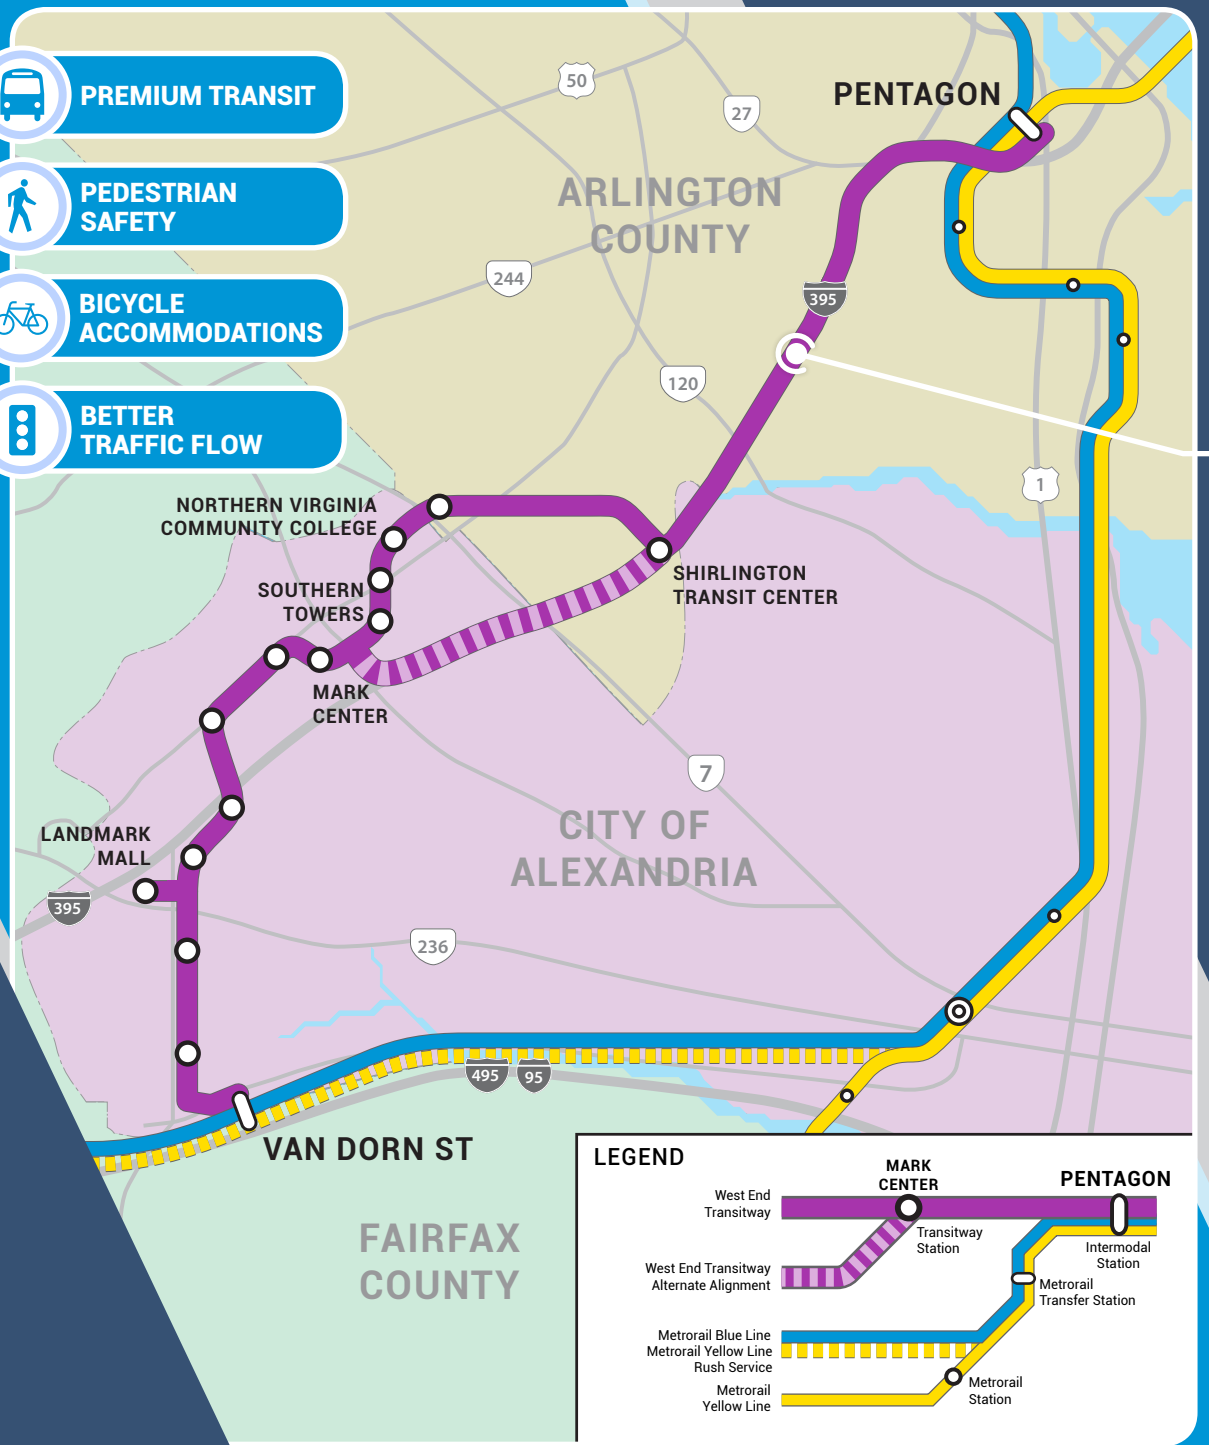 PREMIUM TRANSIT
PEDESTRIAN
SAFETY
BICYCLE
ACCOMMODATIONS
BETTER
TRAFFIC FLOW
50
27
PENTAGON
ARLINGTON
COUNTY
244
395
120
1
NORTHERN VIRGINIA
COMMUNITY COLLEGE
SOUTHERN
TOWERS
SHIRLINGTON
TRANSIT CENTER
MARK
CENTER
7
CITY OF
ALEXANDRIA
LANDMARK
MALL
395
236
495
95
VAN DORN ST
FAIRFAX
COUNTY
LEGEND
MARK
CENTER
PENTAGON
West End
Transitway
Transitway
Station
Intermodal
Station
West End Transitway
Alternate Alignment
Metrorail
Transfer Station
Metrorail Blue Line
Metrorail Yellow Line
Rush Service
Metrorail
Yellow Line
Metrorail
Station